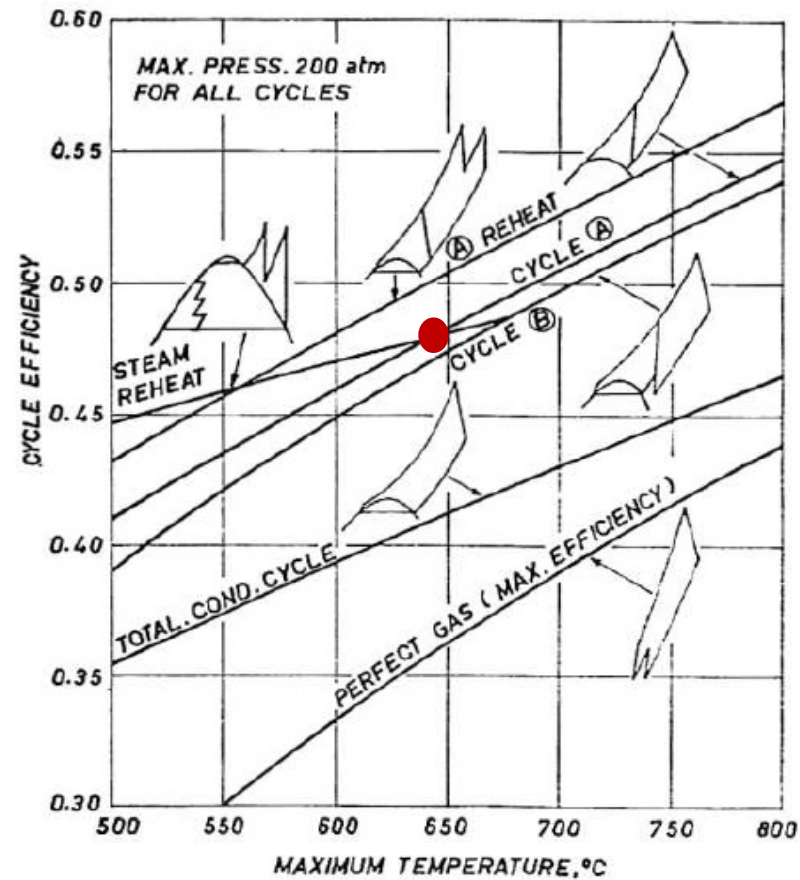 0.60
MAX. PRESS. 200 atm
FOR ALL CYCLES
0.55
Ⓐ REHEAT
CYCLE Ⓐ
0.50
CYCLE Ⓑ
STEAM
REHEAT
0.45
0.40
TOTAL. COND. CYCLE
PERFECT GAS ( MAX. EFFICIENCY )
0.35
0.30
CYCLE EFFICIENCY
500 550 600 650 700 750 800
MAXIMUM TEMPERATURE,ºC